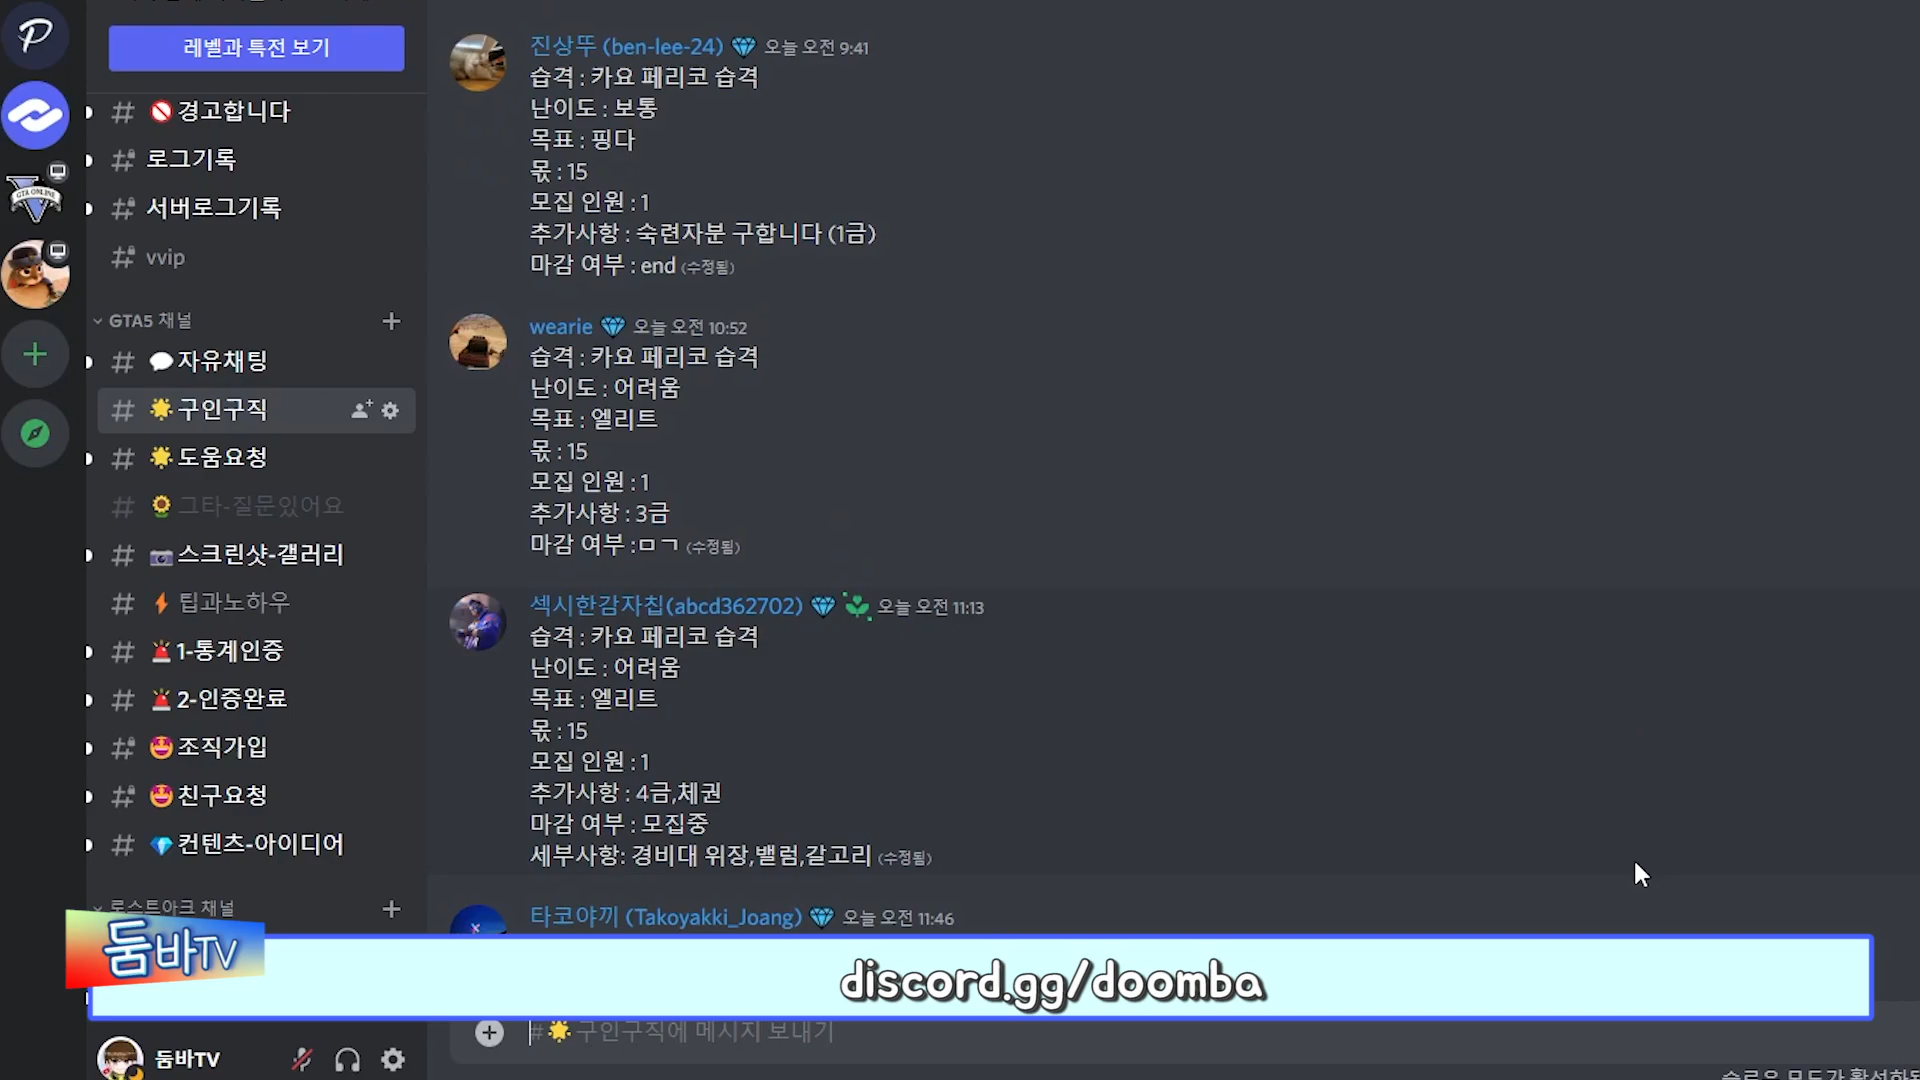 레벨과 특전 보기
경고합니다
로그기록
서버로그기록
vvip
GTA5 채널
자유채팅
구인구직
도움요청
그타-질문있어요
스크린샷-갤러리
팁과노하우
1-통계인증
2-인증완료
조직가입
친구요청
컨텐츠-아이디어
로스트아크 채널
둠바TV
둠바TV
GTA ONLINE
진상뚜 (ben-lee-24) 오늘 오전 9:41
습격 : 카요 페리코 습격
난이도 : 보통
목표 : 핑다
몫 : 15
모집 인원 : 1
추가사항 : 숙련자분 구합니다 (1금)
마감 여부 : end (수정됨)
wearie 오늘 오전 10:52
습격 : 카요 페리코 습격
난이도 : 어려움
목표 : 엘리트
몫 : 15
모집 인원 : 1
추가사항 : 3금
마감 여부 :ㅁㄱ (수정됨)
섹시한감자칩(abcd362702) 오늘 오전 11:13
습격 : 카요 페리코 습격
난이도 : 어려움
목표 : 엘리트
몫 : 15
모집 인원 : 1
추가사항 : 4금,체권
마감 여부 : 모집중
세부사항: 경비대 위장,밸럼,갈고리 (수정됨)
타코야끼 (Takoyakki_Joang) 오늘 오전 11:46
discord.gg/doomba
#구인구직에 메시지 보내기